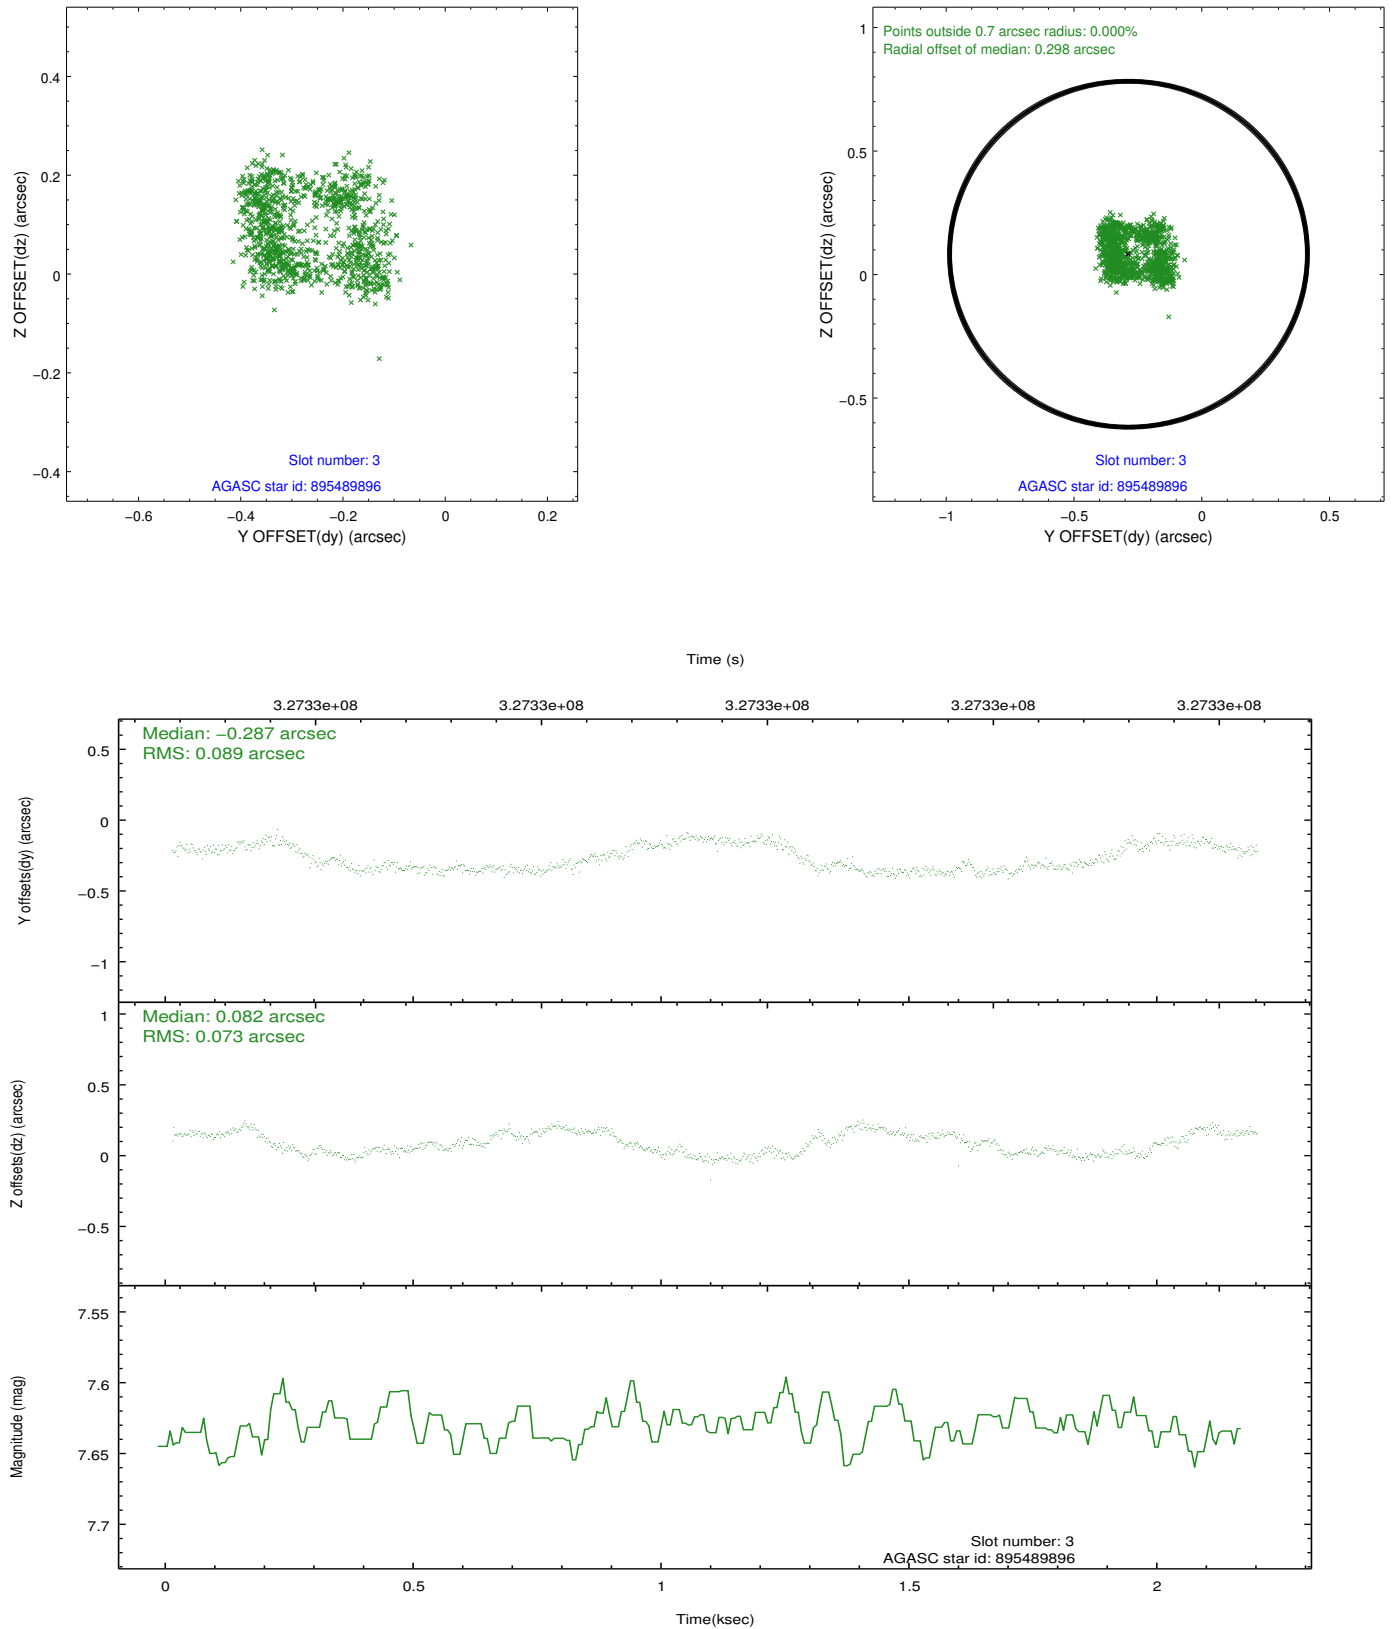 0.4
0.2
0
−0.2
−0.4
Z OFFSET(dz) (arcsec)
Slot number: 3
AGASC star id: 895489896
−0.6
−0.4
−0.2
0
0.2
Y OFFSET(dy) (arcsec)
Points outside 0.7 arcsec radius: 0.000%
Radial offset of median: 0.298 arcsec
1
0.5
0
−0.5
Z OFFSET(dz) (arcsec)
Slot number: 3
AGASC star id: 895489896
−1
−0.5
0
0.5
Y OFFSET(dy) (arcsec)
Time (s)
3.2733e+08
3.2733e+08
3.2733e+08
3.2733e+08
3.2733e+08
Median: −0.287 arcsec
RMS: 0.089 arcsec
0.5
0
−0.5
−1
Y offsets(dy) (arcsec)
Median: 0.082 arcsec
RMS: 0.073 arcsec
1
0.5
0
−0.5
Z offsets(dz) (arcsec)
7.55
7.6
7.65
7.7
Magnitude (mag)
Slot number: 3
AGASC star id: 895489896
0
0.5
1
1.5
2
Time(ksec)